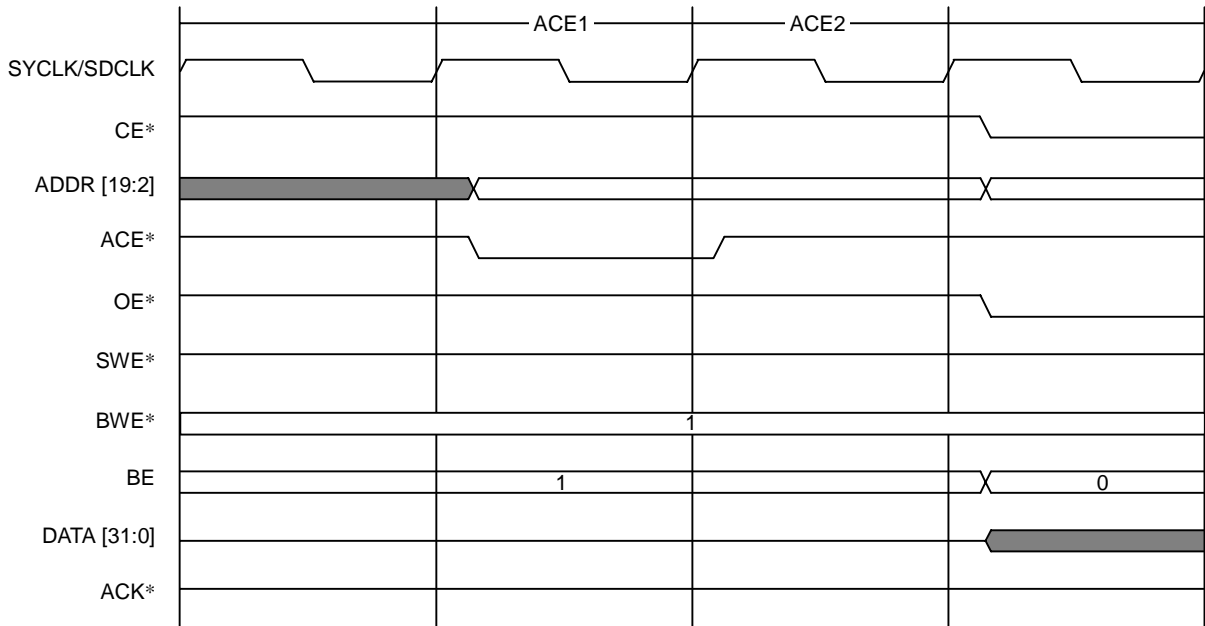 ACE1 ACE2
SYCLK/SDCLK
CE*
ADDR [19:2]
ACE*
OE*
SWE*
BWE* 1
BE 1 0
DATA [31:0]
ACK*